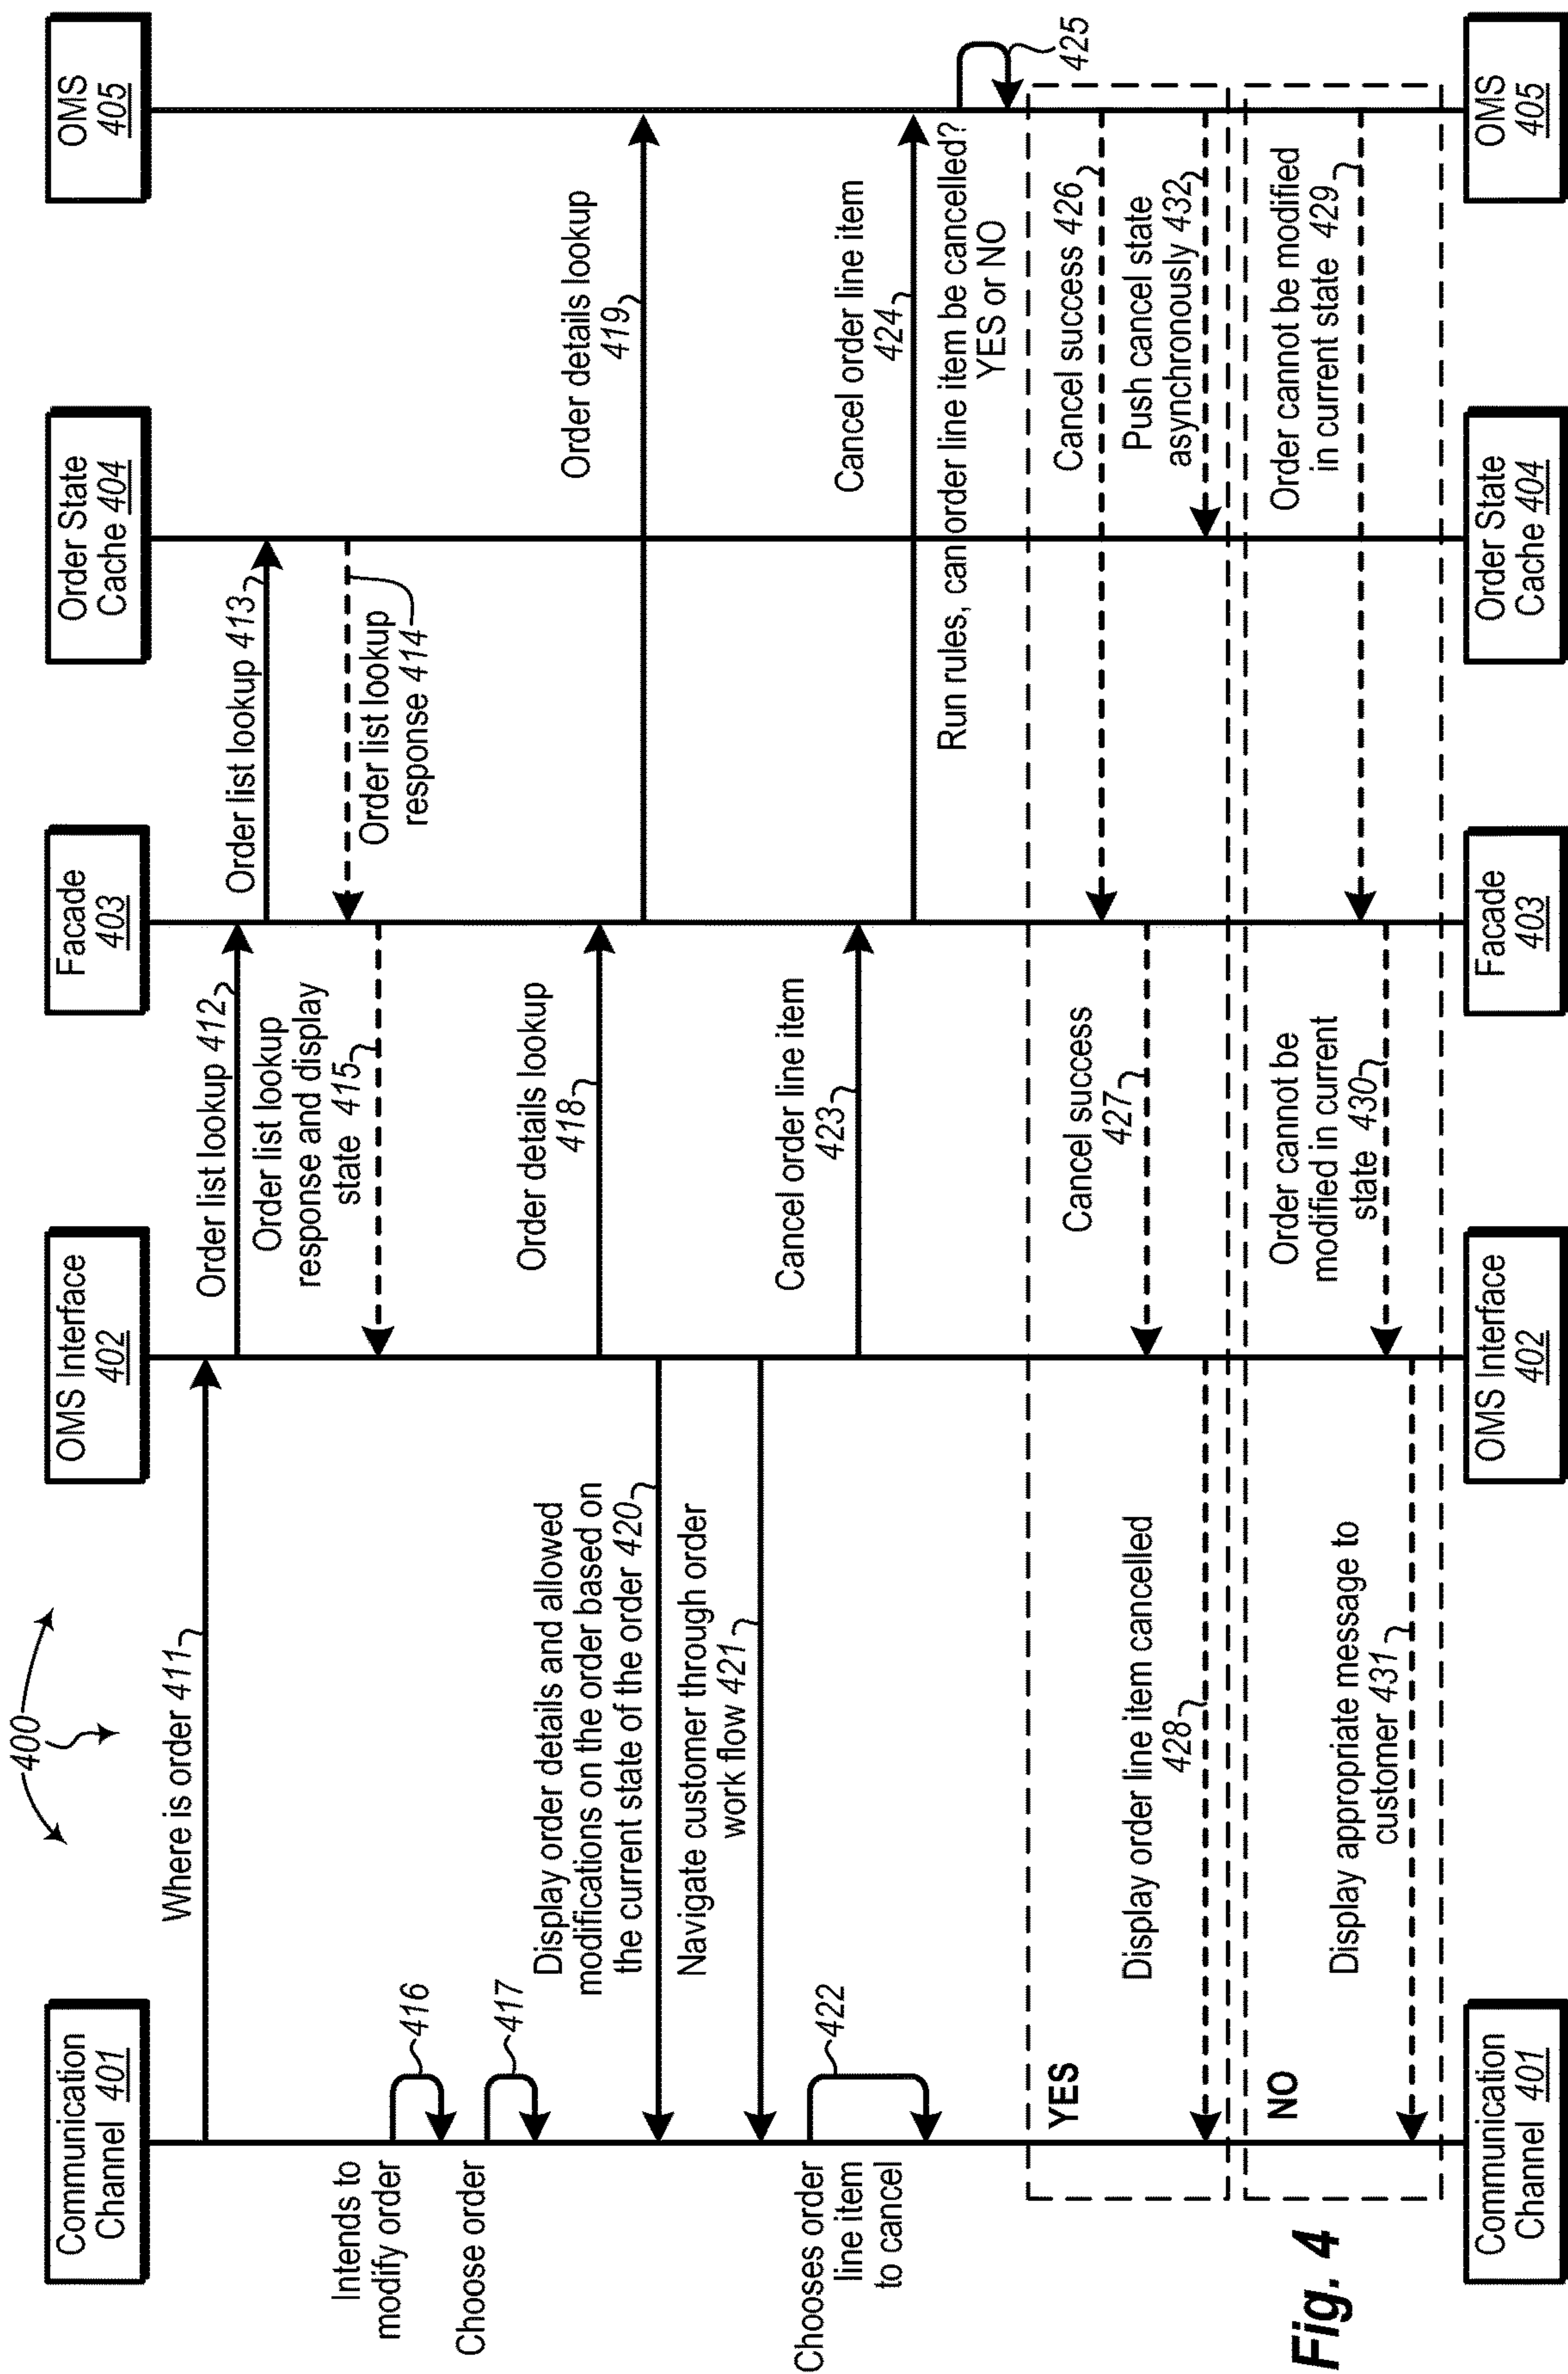 400
Communication
Channel 401
OMS Interface
402
Facade
403
Order State
Cache 404
OMS
405
Where is order 411
Order list lookup 412
Order list lookup 413
Order list lookup
response 414
Order list lookup
response and display
state 415
Intends to
modify order
416
Choose order
417
Order details lookup
418
Order details lookup
419
Display order details and allowed
modifications on the order based on
the current state of the order 420
Navigate customer through order
work flow 421
Chooses order
line item
to cancel
422
Cancel order line item
423
Cancel order line item
424
Run rules, can order line item be cancelled?
YES or NO
425
YES
Cancel success 426
Cancel success
427
Push cancel state
asynchronously 432
Display order line item cancelled
428
NO
Order cannot be modified
in current state 429
Order cannot be
modified in current
state 430
Display appropriate message to
customer 431
Communication
Channel 401
OMS Interface
402
Facade
403
Order State
Cache 404
OMS
405
Fig. 4